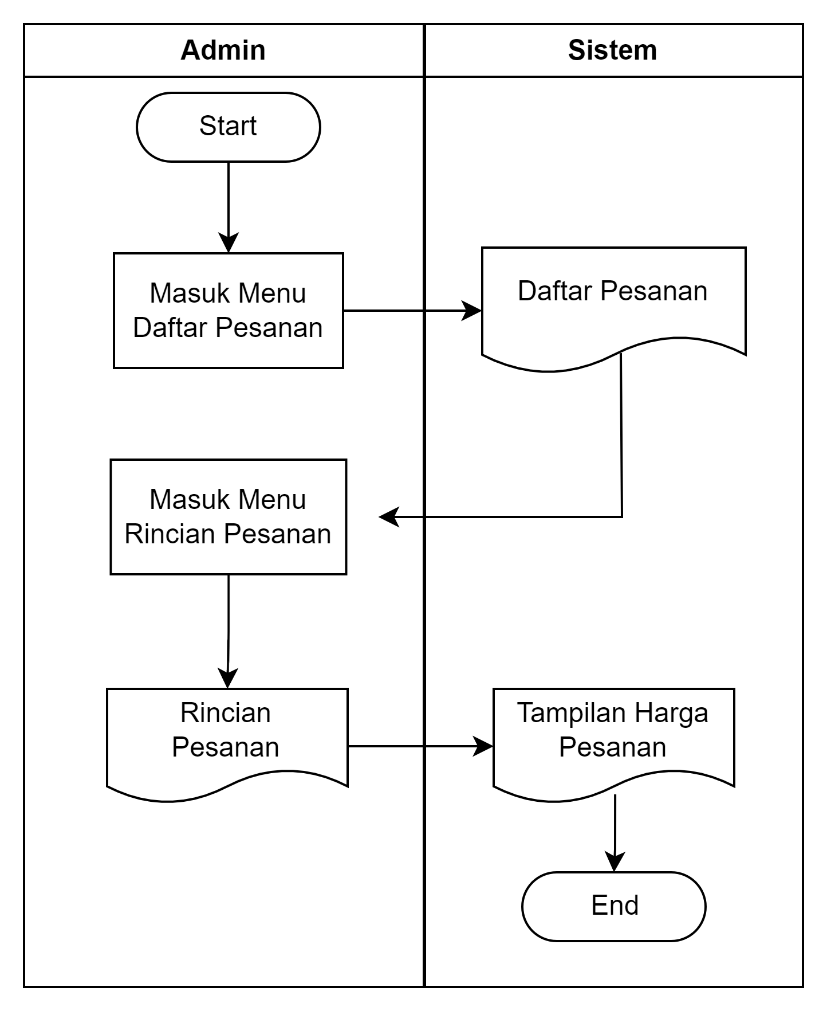 Admin
Sistem
Start
Masuk Menu
Daftar Pesanan
Daftar Pesanan
Masuk Menu
Rincian Pesanan
Rincian
Pesanan
Tampilan Harga
Pesanan
End